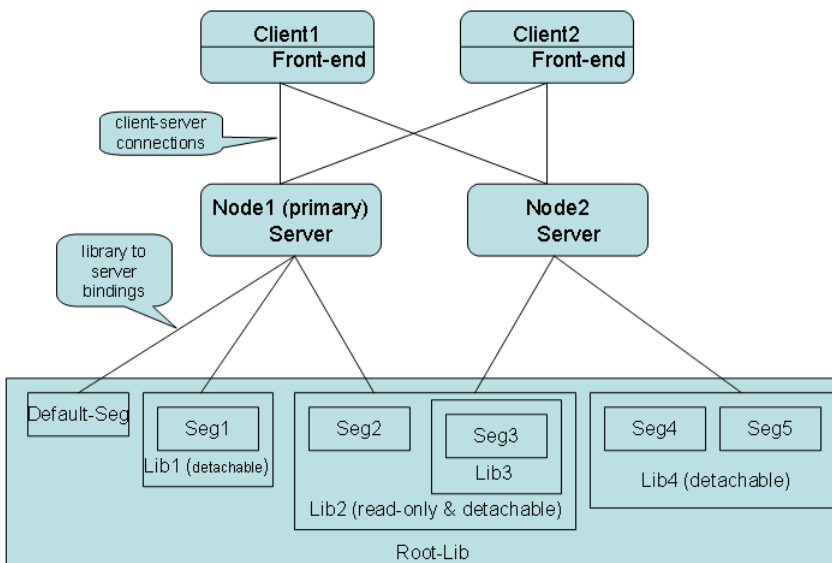 Client1
Front-end
Client2
Front-end
client-server
connections
Node1 (primary)
Server
Node2
Server
library to
server
bindings
Default-Seg
Seg1
Lib1 (detachable)
Seg2
Seg3
Lib3
Lib2 (read-only & detachable)
Seg4
Seg5
Lib4 (detachable)
Root-Lib